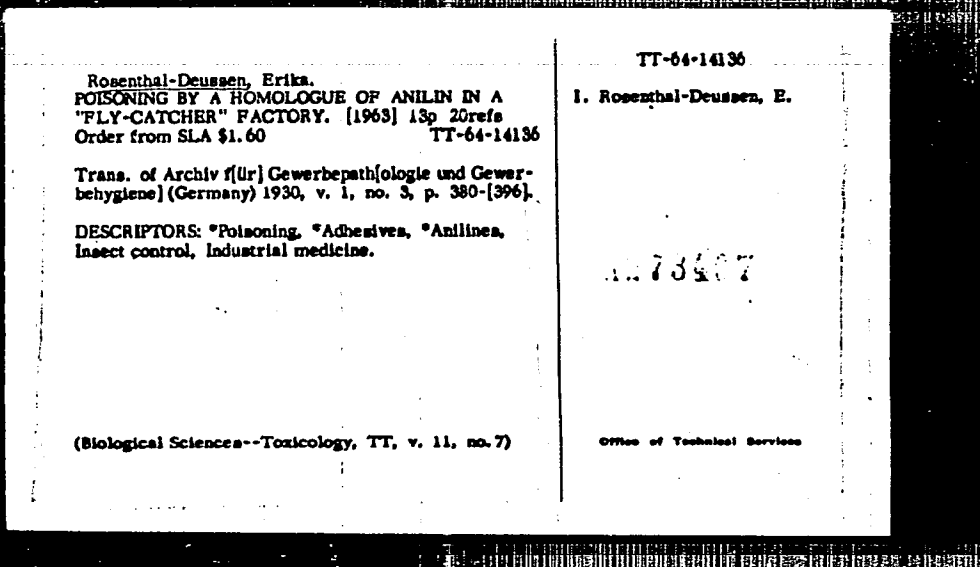 Rosenthal-Deussen, Erika.
POISONING BY A HOMOLOGUE OF ANILIN IN A
"FLY-CATCHER" FACTORY. [1963] 13p 20refs
Order from SLA $1.60 TT-64-14136
Trans. of Archiv f[ür] Gewerbepath[ologie und Gewer-
behygiene] (Germany) 1930, v. 1, no. 3, p. 380-[396].
DESCRIPTORS: *Poisoning, *Adhesives, *Anilines,
Insect control, Industrial medicine.
(Biological Sciences--Toxicology, TT, v. 11, no. 7)
TT-64-14136
I. Rosenthal-Deussen, E.
Office of Technical Services